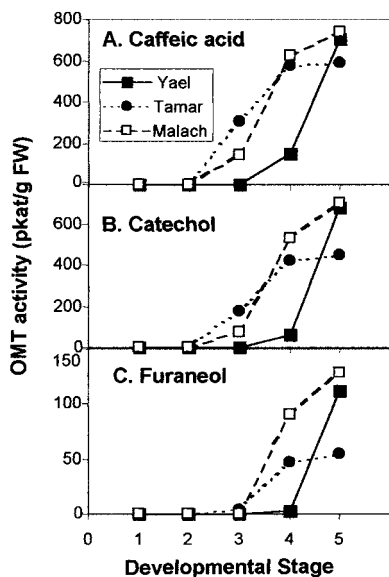 OMT activity (pkat/g FW)
800
600
400
200
0
A. Caffeic acid
Yael
Tamar
Malach
600
400
200
0
B. Catechol
150
100
50
0
C. Furaneol
0 1 2 3 4 5
Developmental Stage